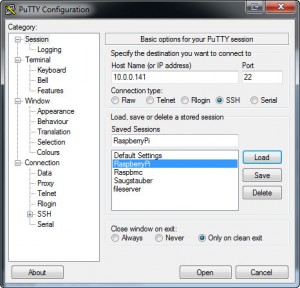 PuTTY Configuration
Category:
Session
Logging
Terminal
Keyboard
Bell
Features
Window
Appearance
Behaviour
Translation
Selection
Colours
Connection
Data
Proxy
Telnet
Rlogin
SSH
Serial
Basic options for your PuTTY session
Specify the destination you want to connect to
Host Name (or IP address) Port
10.0.0.141 22
Connection type:
Raw Telnet Rlogin SSH Serial
Load, save or delete a stored session
Saved Sessions
RaspberryPi
Default Settings
RaspberryPi
Raspbmc
Saugstauber
fileserver
Load
Save
Delete
Close window on exit:
Always Never Only on clean exit
About Open Cancel